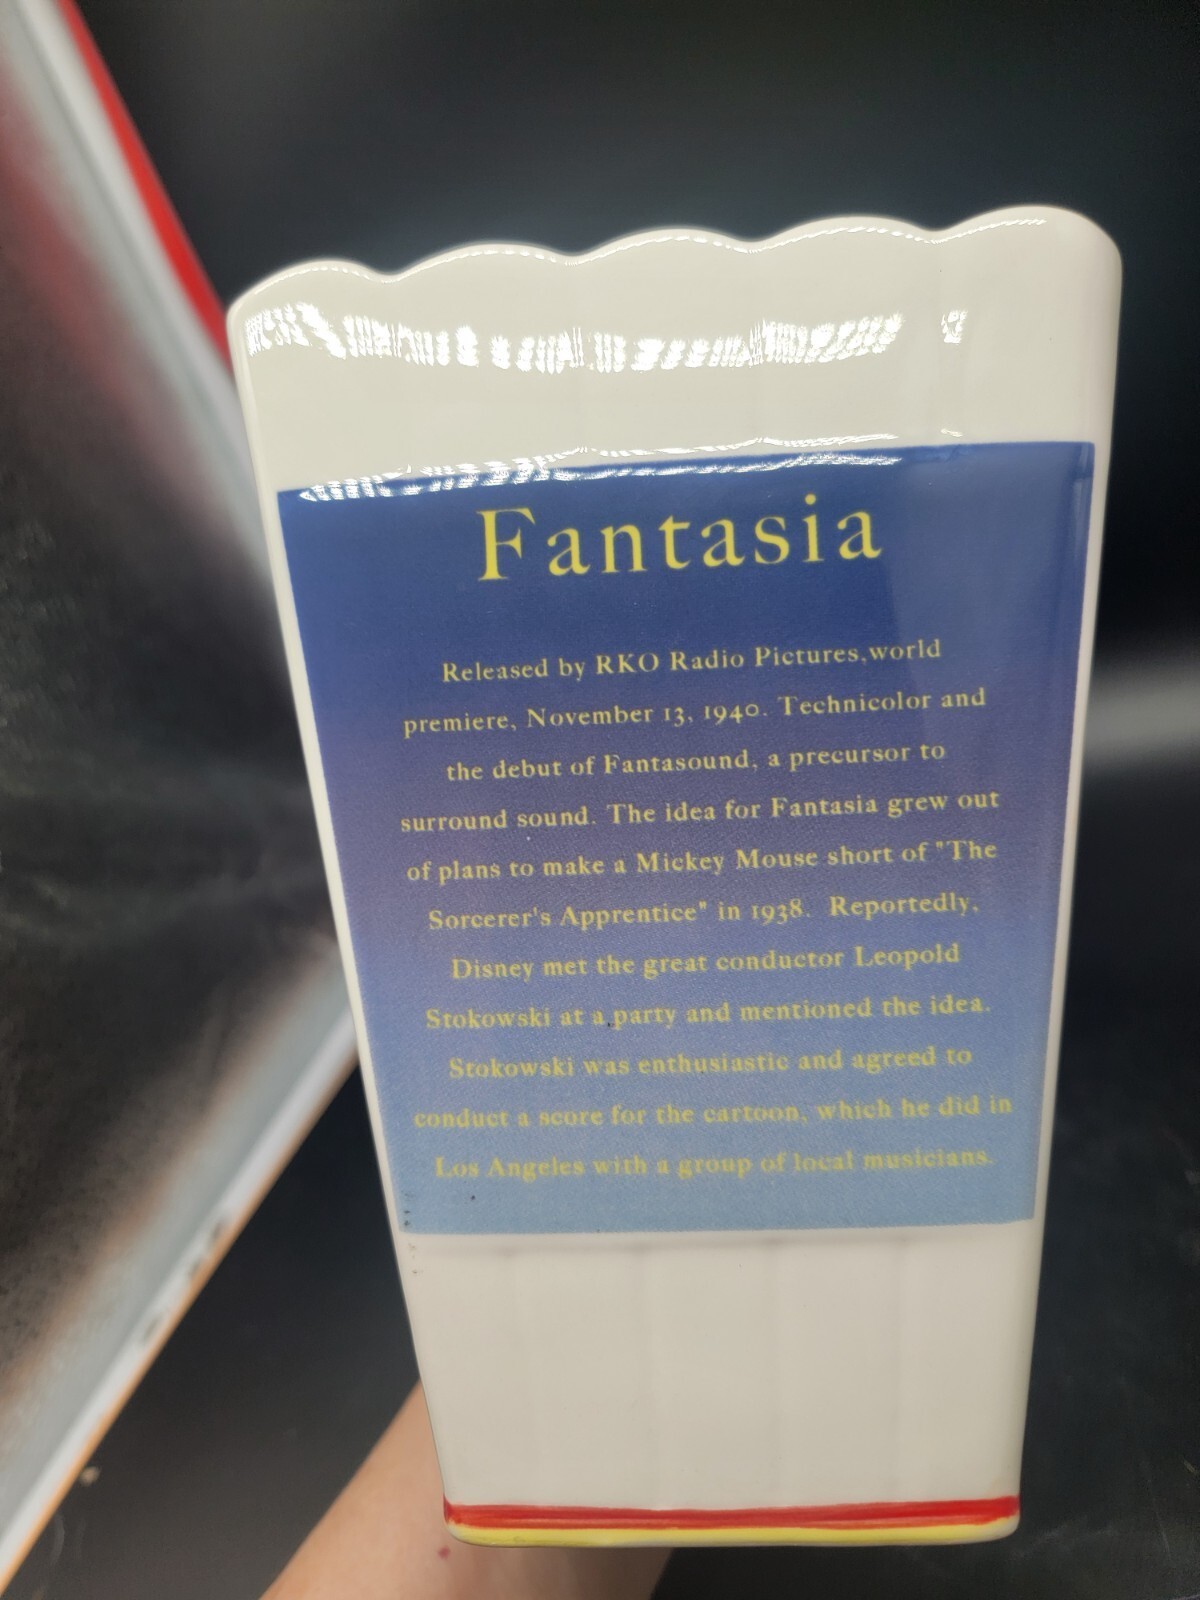 Fantasia
Released by RKO Radio Pictures,world
premiere, November 13, 1940. Technicolor and
the debut of Fantasound, a precursor to
surround sound. The idea for Fantasia grew out
of plans to make a Mickey Mouse short of "The
Sorcerer's Apprentice" in 1938. Reportedly,
Disney met the great conductor Leopold
Stokowski at a party and mentioned the idea.
Stokowski was enthusiastic and agreed to
conduct a score for the cartoon, which he did in
Los Angeles with a group of local musicians.